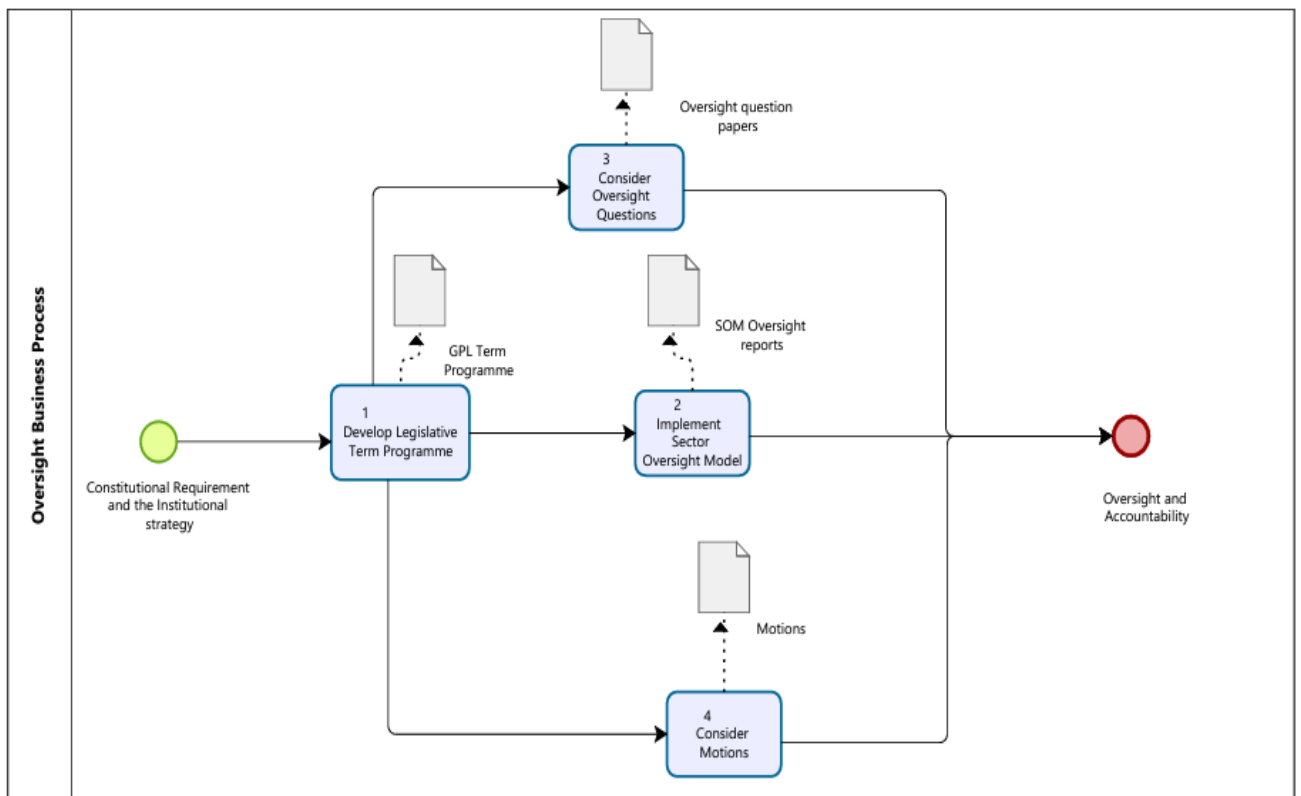 Oversight Business Process
Oversight question
papers
3
Consider
Oversight
Questions
GPL Term
Programme
SOM Oversight
reports
1
Develop Legislative
Term Programme
2
Implement
Sector
Oversight Model
Constitutional Requirement
and the Institutional
strategy
Oversight and
Accountability
Motions
4
Consider
Motions